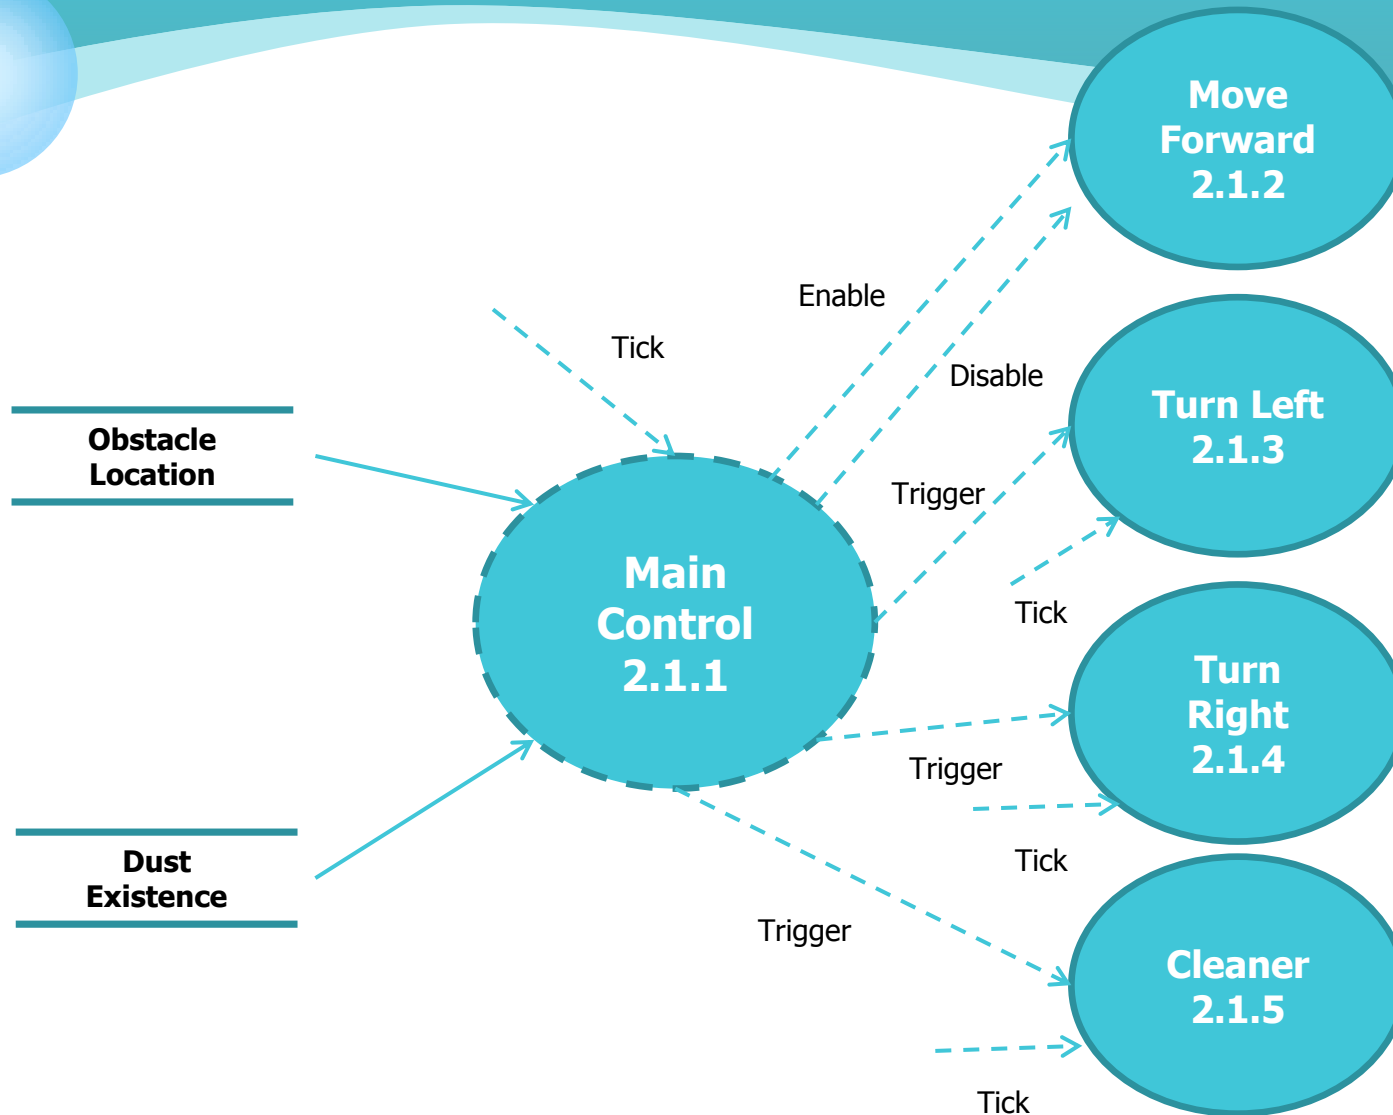 Move
Forward
2.1.2
Enable
Tick
Disable
Turn Left
2.1.3
Obstacle
Location
Trigger
Main
Control
2.1.1
Tick
Turn
Right
2.1.4
Trigger
Tick
Dust
Existence
Trigger
Cleaner
2.1.5
Tick